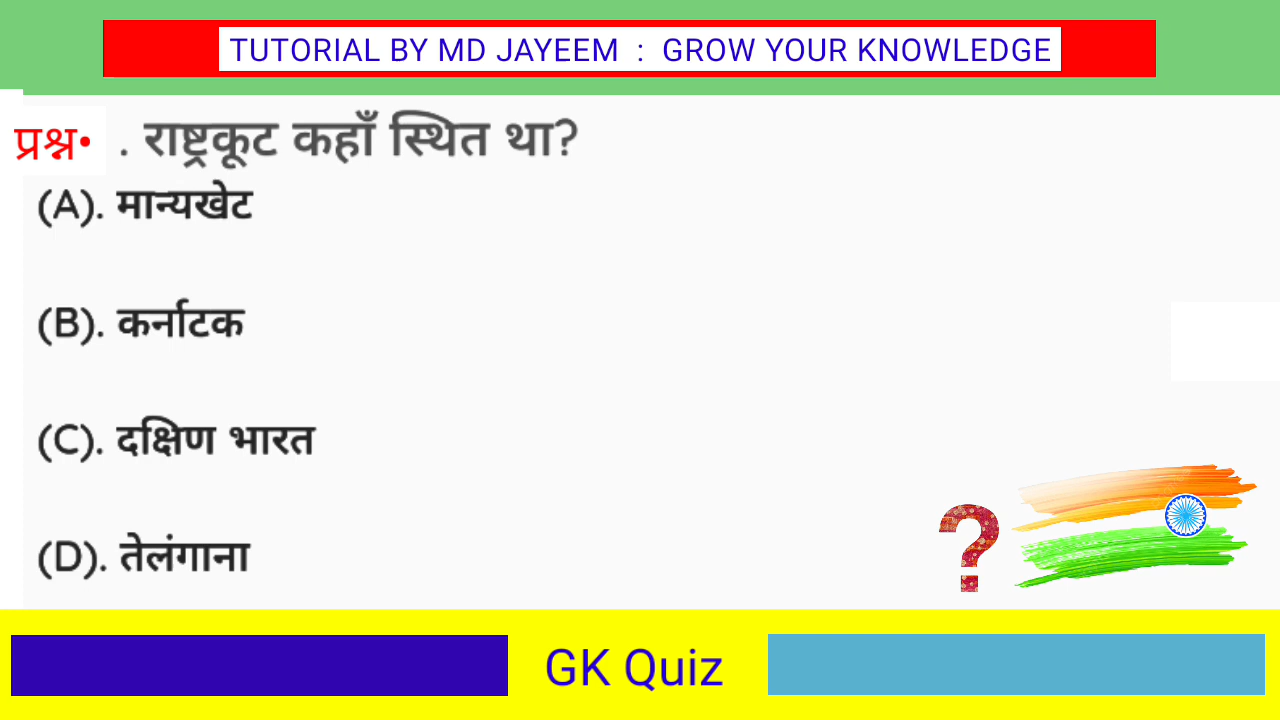 TUTORIAL BY MD JAYEEM : GROW YOUR KNOWLEDGE
प्रश्न• . राष्ट्रकूट कहाँ स्थित था?
(A). मान्यखेट
(B). कर्नाटक
(C). दक्षिण भारत
(D). तेलंगाना
?
GK Quiz